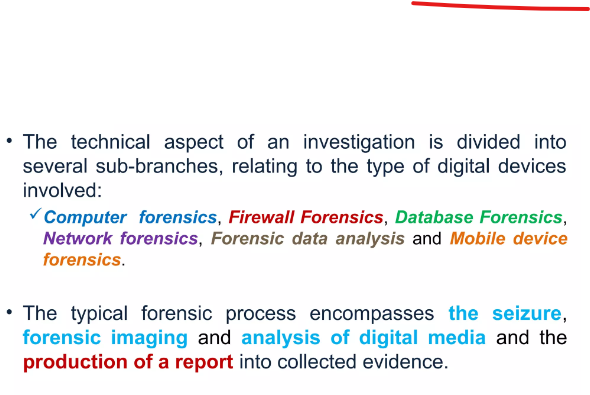 • The technical aspect of an investigation is divided into
several sub-branches, relating to the type of digital devices
involved:
✓Computer forensics, Firewall Forensics, Database Forensics,
Network forensics, Forensic data analysis and Mobile device
forensics.
• The typical forensic process encompasses the seizure,
forensic imaging and analysis of digital media and the
production of a report into collected evidence.